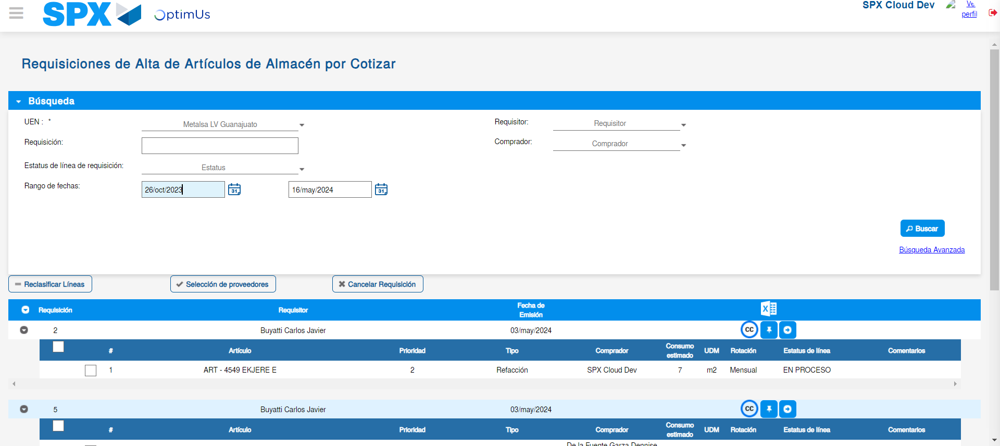 SPX
OptimUs
SPX Cloud Dev
Ve
perfil
Requisiciones de Alta de Artículos de Almacén por Cotizar
Búsqueda
UEN : *
Metalsa LV Guanajuato
Requisitor:
Requisitor
Requisición:
Comprador:
Comprador
Estatus de línea de requisición:
Estatus
Rango de fechas:
26/oct/2023
31
16/may/2024
31
Buscar
Búsqueda Avanzada
Reclasificar Líneas
Selección de proveedores
Cancelar Requisición
Requisición
Requisitor
Fecha de
Emisión
X
2
Buyatti Carlos Javier
03/may/2024
CC
# Artículo Prioridad Tipo Comprador Consumo estimado UDM Rotación Estatus de línea Comentarios
1 ART - 4549 EKJERE E 2 Refacción SPX Cloud Dev 7 m2 Mensual EN PROCESO
5
Buyatti Carlos Javier
03/may/2024
CC
# Artículo Prioridad Tipo Comprador Consumo estimado UDM Rotación Estatus de línea Comentarios
De la Fuente Garza Dennise